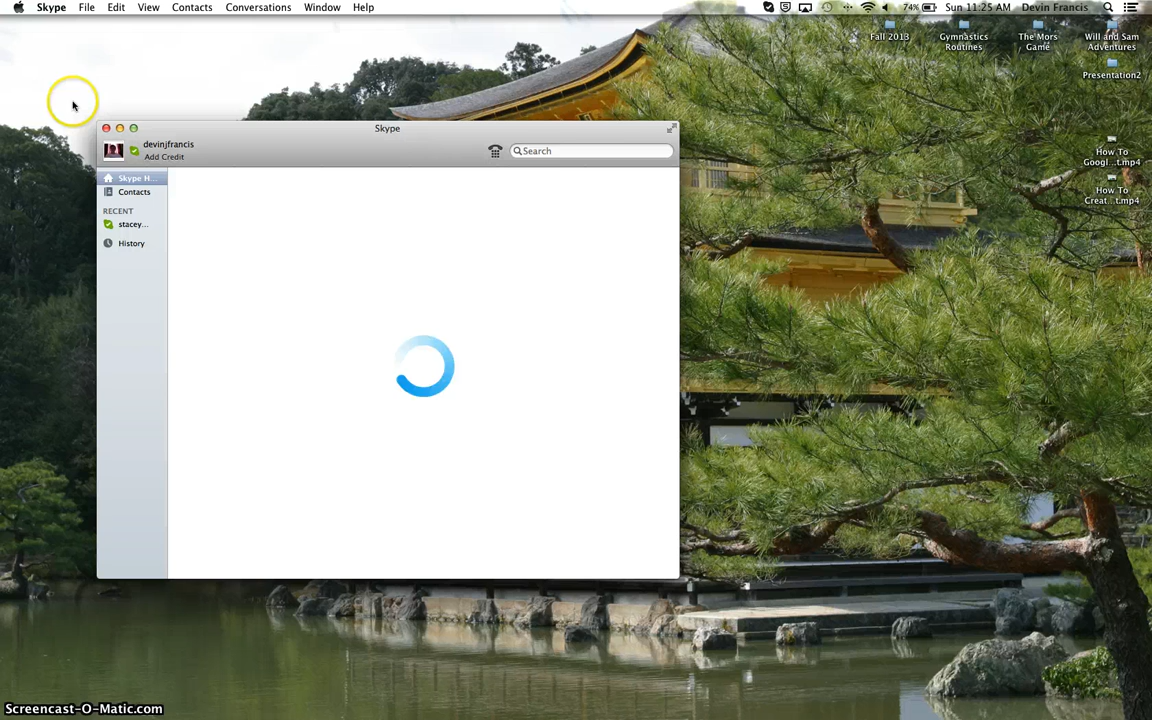 Skype File Edit View Contacts Conversations Window Help 74% Sun 11:25 AM Devin Francis
Fall 2013
Gymnastics
Routines
The Mors
Game
Will and Sam
Adventures
Presentation2
How To
Googl...t.mp4
How To
Creat...t.mp4
Skype
devinjfrancis
Add Credit
Search
Skype H...
Contacts
RECENT
stacey...
History
Screencast-O-Matic.com